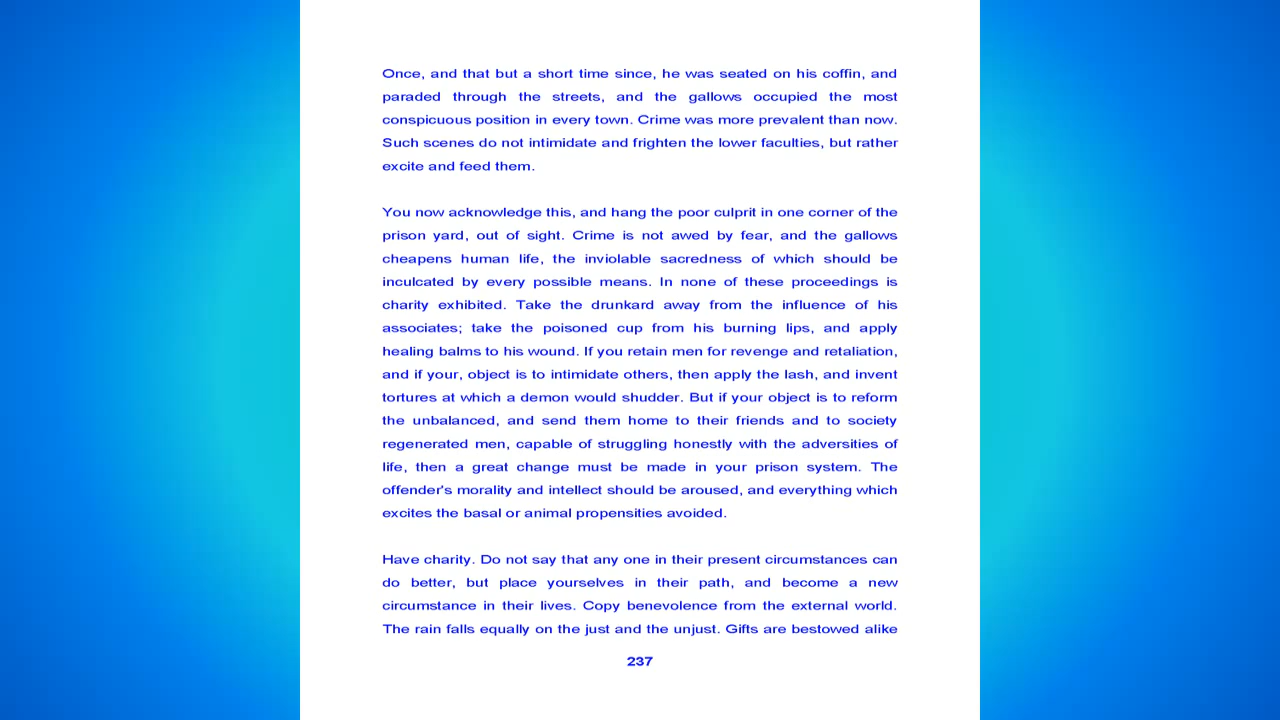 Once, and that but a short time since, he was seated on his coffin, and
paraded through the streets, and the gallows occupied the most
conspicuous position in every town. Crime was more prevalent than now.
Such scenes do not intimidate and frighten the lower faculties, but rather
excite and feed them.
You now acknowledge this, and hang the poor culprit in one corner of the
prison yard, out of sight. Crime is not awed by fear, and the gallows
cheapens human life, the inviolable sacredness of which should be
inculcated by every possible means. In none of these proceedings is
charity exhibited. Take the drunkard away from the influence of his
associates; take the poisoned cup from his burning lips, and apply
healing balms to his wound. If you retain men for revenge and retaliation,
and if your, object is to intimidate others, then apply the lash, and invent
tortures at which a demon would shudder. But if your object is to reform
the unbalanced, and send them home to their friends and to society
regenerated men, capable of struggling honestly with the adversities of
life, then a great change must be made in your prison system. The
offender's morality and intellect should be aroused, and everything which
excites the basal or animal propensities avoided.
Have charity. Do not say that any one in their present circumstances can
do better, but place yourselves in their path, and become a new
circumstance in their lives. Copy benevolence from the external world.
The rain falls equally on the just and the unjust. Gifts are bestowed alike
237